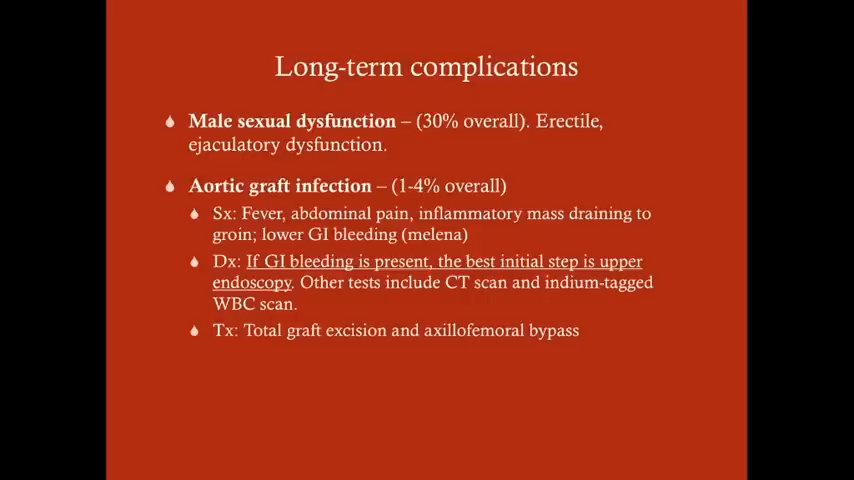 Long-term complications
Male sexual dysfunction – (30% overall). Erectile,
ejaculatory dysfunction.
Aortic graft infection – (1-4% overall)
Sx: Fever, abdominal pain, inflammatory mass draining to
groin; lower GI bleeding (melena)
Dx: If GI bleeding is present, the best initial step is upper
endoscopy. Other tests include CT scan and indium-tagged
WBC scan.
Tx: Total graft excision and axillofemoral bypass